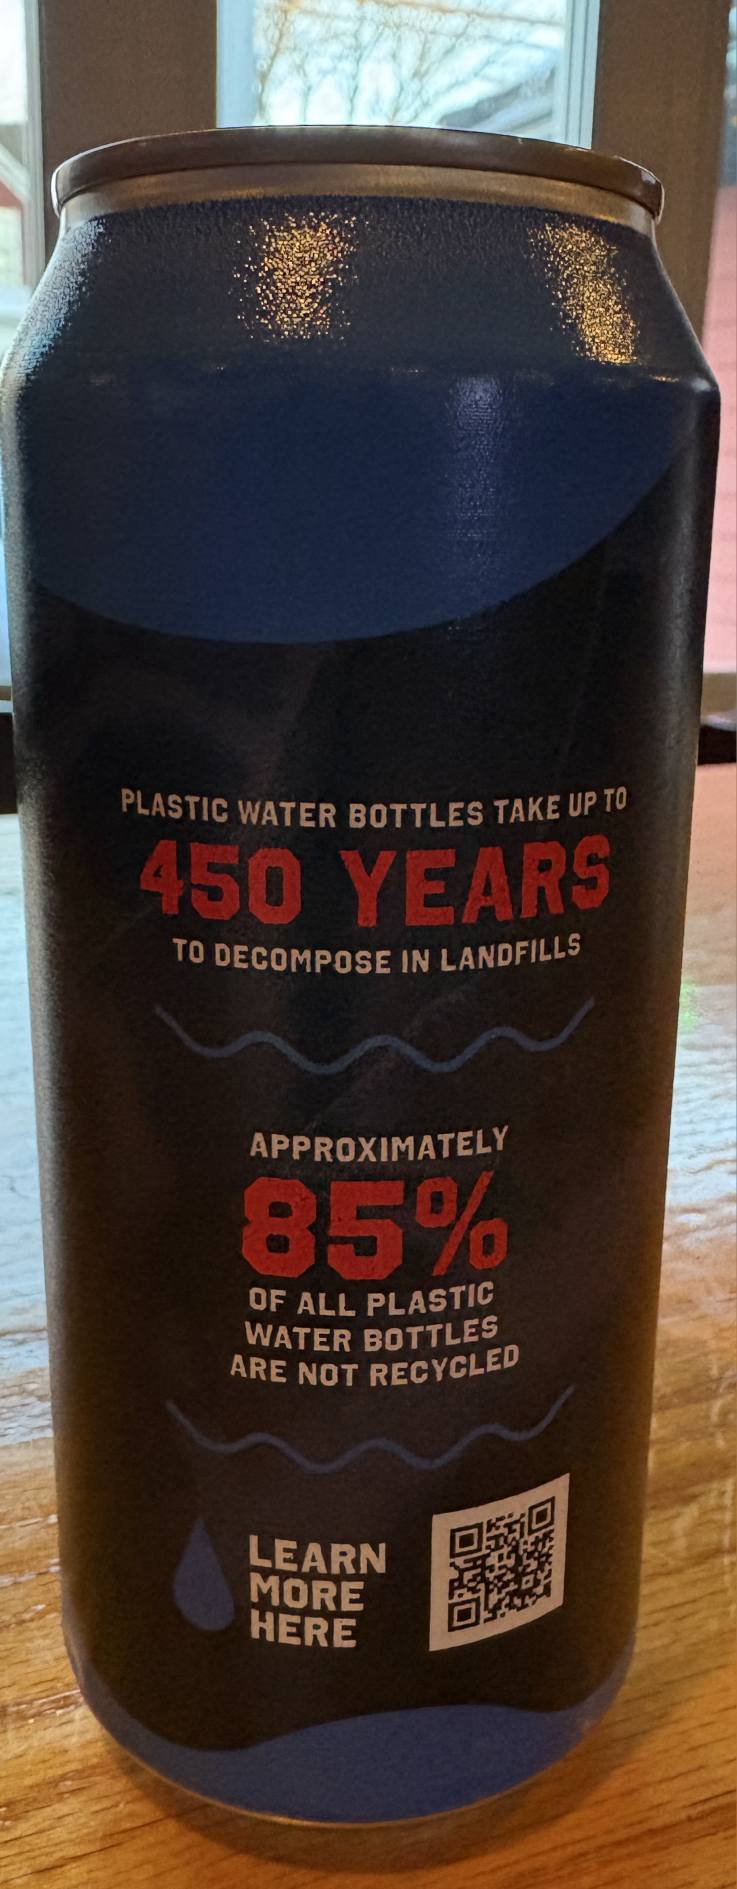 PLASTIC WATER BOTTLES TAKE UP TO
450 YEARS
TO DECOMPOSE IN LANDFILLS
APPROXIMATELY
85%
OF ALL PLASTIC
WATER BOTTLES
ARE NOT RECYCLED
LEARN
MORE
HERE